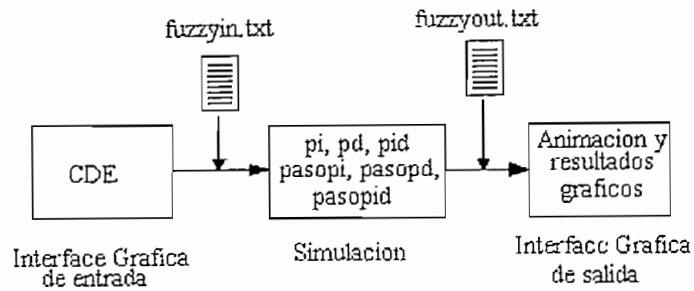 fuzzyin.txt
fuzzyout.txt
CDE
pi, pd, pid
pasopi, pasopd,
pasopid
Animacion y
resultados
graficos
Interface Grafica
de entrada
Simulacion
Interface Grafica
de salida